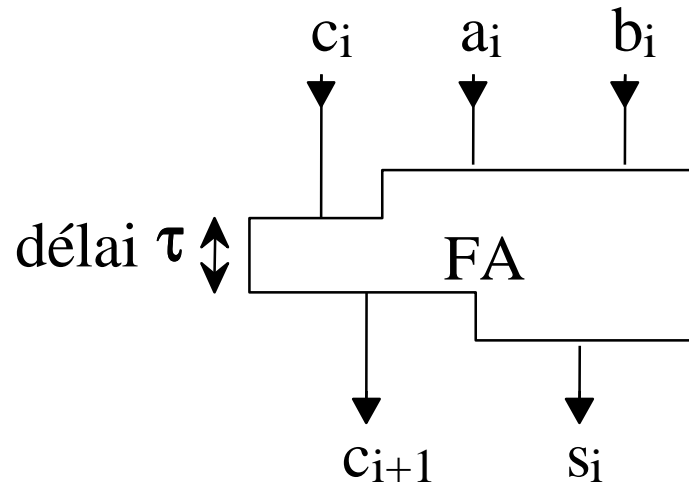 cᵢ aᵢ bᵢ
délai τ
FA
cᵢ₊₁ sᵢ